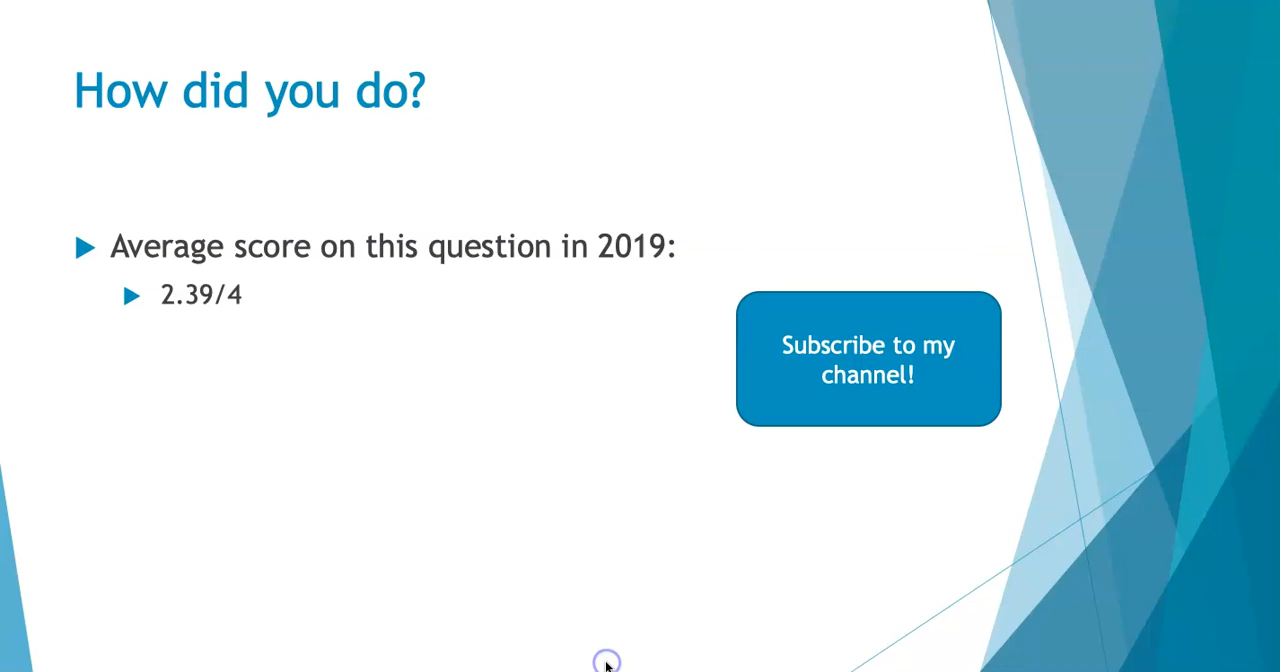 How did you do?
Average score on this question in 2019:
2.39/4
Subscribe to my
channel!